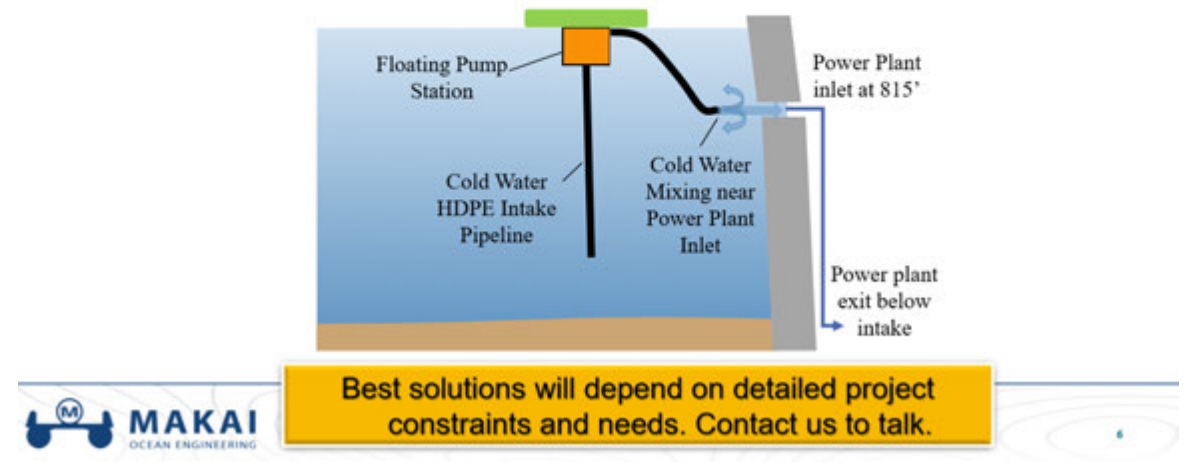 Floating Pump
Station
Power Plant
inlet at 815’
Cold Water
HDPE Intake
Pipeline
Cold Water
Mixing near
Power Plant
Inlet
Power plant
exit below
intake
Best solutions will depend on detailed project
constraints and needs. Contact us to talk.
M
MAKAI
OCEAN ENGINEERING
6